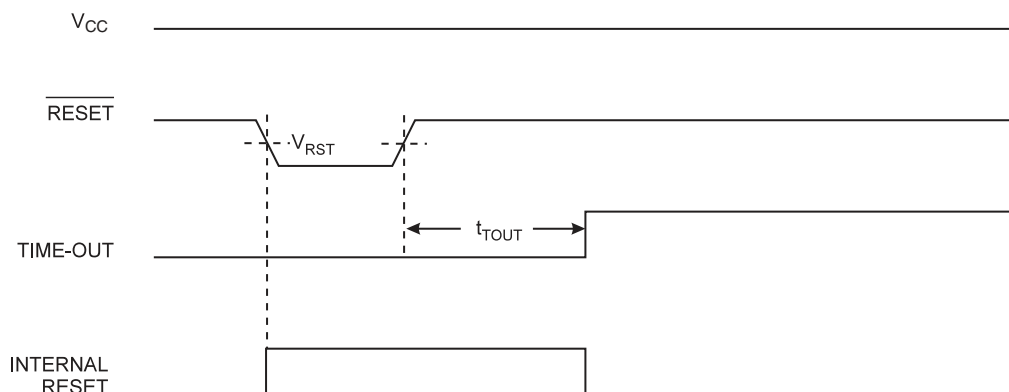 VCC
RESET
VRST
tTOUT
TIME-OUT
INTERNAL
RESET